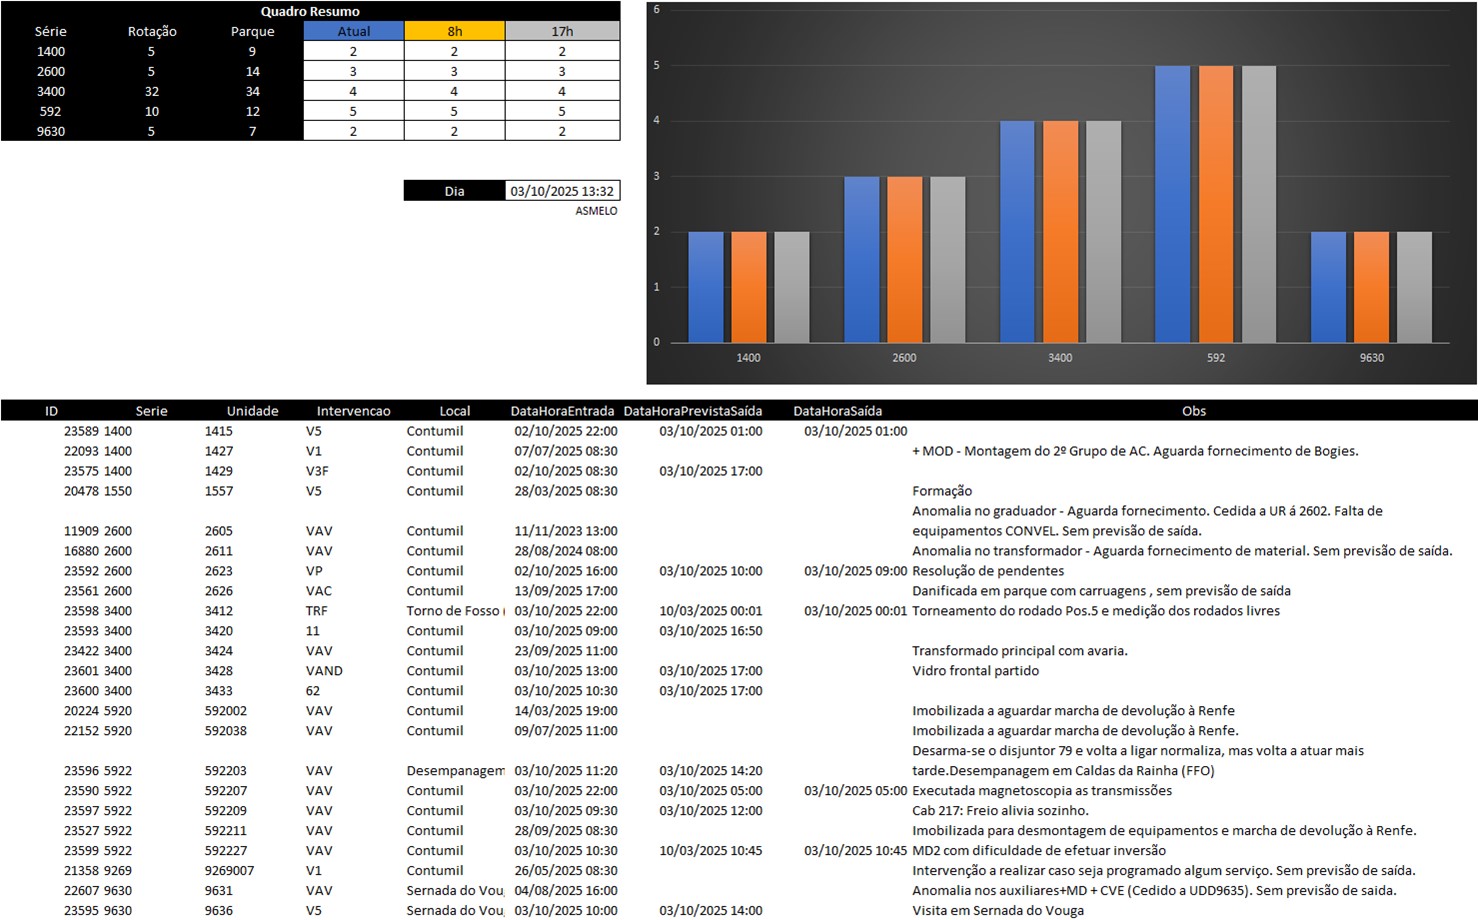 Quadro Resumo
Série Rotação Parque Atual 8h 17h
1400 5 9 2 2 2
2600 5 14 3 3 3
3400 32 34 4 4 4
592 10 12 5 5 5
9630 5 7 2 2 2
Dia 03/10/2025 13:32
ASMELO
6
5
4
3
2
1
0
1400 2600 3400 592 9630
ID Serie Unidade Intervencao Local DataHoraEntrada DataHoraPrevistaSaída DataHoraSaída Obs
23589 1400 1415 V5 Contumil 02/10/2025 22:00 03/10/2025 01:00 03/10/2025 01:00
22093 1400 1427 V1 Contumil 07/07/2025 08:30 + MOD - Montagem do 2º Grupo de AC. Aguarda fornecimento de Bogies.
23575 1400 1429 V3F Contumil 02/10/2025 08:30 03/10/2025 17:00
20478 1550 1557 V5 Contumil 28/03/2025 08:30 Formação
Anomalia no graduador - Aguarda fornecimento. Cedida a UR á 2602. Falta de
11909 2600 2605 VAV Contumil 11/11/2023 13:00 equipamentos CONVEL. Sem previsão de saída.
16880 2600 2611 VAV Contumil 28/08/2024 08:00 Anomalia no transformador - Aguarda fornecimento de material. Sem previsão de saída.
23592 2600 2623 VP Contumil 02/10/2025 16:00 03/10/2025 10:00 03/10/2025 09:00 Resolução de pendentes
23561 2600 2626 VAC Contumil 13/09/2025 17:00 Danificada em parque com carruagens , sem previsão de saída
23598 3400 3412 TRF Torno de Fosso ( 03/10/2025 22:00 10/03/2025 00:01 03/10/2025 00:01 Torneamento do rodado Pos.5 e medição dos rodados livres
23593 3400 3420 11 Contumil 03/10/2025 09:00 03/10/2025 16:50
23422 3400 3424 VAV Contumil 23/09/2025 11:00 Transformado principal com avaria.
23601 3400 3428 VAND Contumil 03/10/2025 13:00 03/10/2025 17:00 Vidro frontal partido
23600 3400 3433 62 Contumil 03/10/2025 10:30 03/10/2025 17:00
20224 5920 592002 VAV Contumil 14/03/2025 19:00 Imobilizada a aguardar marcha de devolução à Renfe
22152 5920 592038 VAV Contumil 09/07/2025 11:00 Imobilizada a aguardar marcha de devolução à Renfe.
Desarma-se o disjuntor 79 e volta a ligar normaliza, mas volta a atuar mais
23596 5922 592203 VAV Desempanagem 03/10/2025 11:20 03/10/2025 14:20 tarde.Desempanagem em Caldas da Rainha (FFO)
23590 5922 592207 VAV Contumil 03/10/2025 22:00 03/10/2025 05:00 03/10/2025 05:00 Executada magnetoscopia as transmissões
23597 5922 592209 VAV Contumil 03/10/2025 09:30 03/10/2025 12:00 Cab 217: Freio alivia sozinho.
23527 5922 592211 VAV Contumil 28/09/2025 08:30 Imobilizada para desmontagem de equipamentos e marcha de devolução à Renfe.
23599 5922 592227 VAV Contumil 03/10/2025 10:30 10/03/2025 10:45 03/10/2025 10:45 MD2 com dificuldade de efetuar inversão
21358 9269 9269007 V1 Contumil 26/05/2025 08:30 Intervenção a realizar caso seja programado algum serviço. Sem previsão de saída.
22607 9630 9631 VAV Sernada do Voug 04/08/2025 16:00 Anomalia nos auxiliares+MD + CVE (Cedido a UDD9635). Sem previsão de saida.
23595 9630 9636 V5 Sernada do Voug 03/10/2025 10:00 03/10/2025 14:00 Visita em Sernada do Vouga